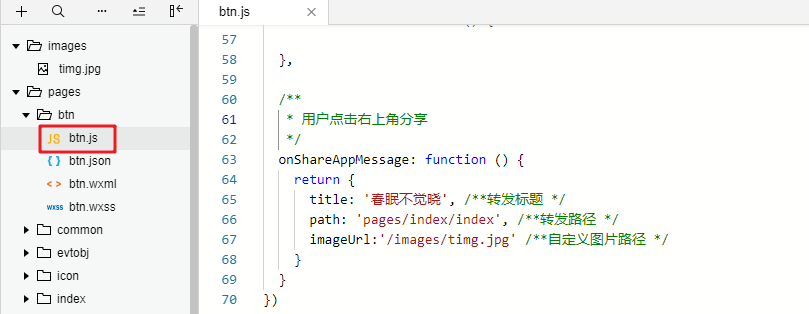 btn.js
images
timg.jpg
pages
btn
JS btn.js
{ } btn.json
< > btn.wxml
wxss btn.wxss
common
evtobj
icon
index
57
58 },
59
60 /**
61 * 用户点击右上角分享
62 */
63 onShareAppMessage: function () {
64 return {
65 title: '春眠不觉晓', /**转发标题 */
66 path: 'pages/index/index', /**转发路径 */
67 imageUrl:'/images/timg.jpg' /**自定义图片路径 */
68 }
69 }
70 })